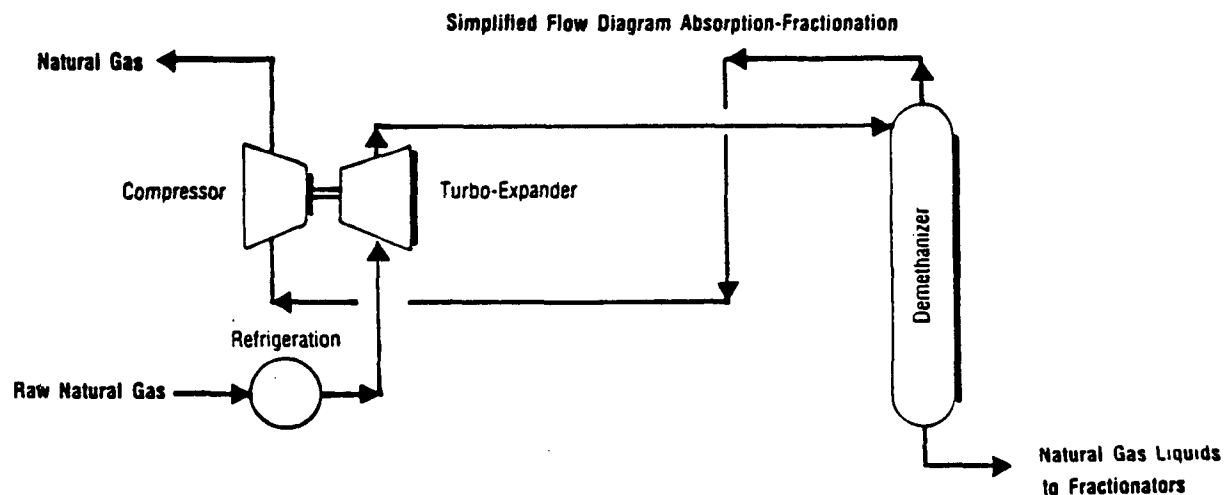 Simplified Flow Diagram Absorption-Fractionation
Natural Gas
Compressor
Turbo-Expander
Demethanizer
Refrigeration
Raw Natural Gas
Natural Gas Liquids
to Fractionators